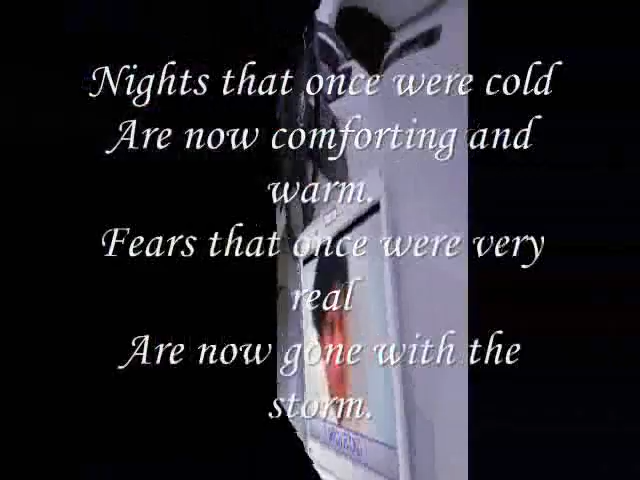 Nights that once were cold
Are now comforting and
warm.
Fears that once were very
real
Are now gone with the
storm.